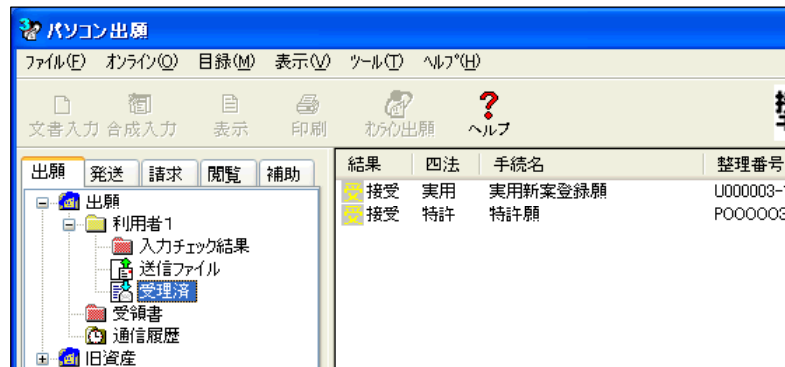 パソコン出願
ファイル(F) オンライン(O) 目録(M) 表示(V) ツール(T) ヘルプ(H)
文書入力 合成入力 表示 印刷 オンライン出願 ヘルプ
出願 発送 請求 閲覧 補助
出願
利用者1
入力チェック結果
送信ファイル
受理済
受領書
通信履歴
旧資産
結果 四法 手続名 整理番号
受 接受 実用 実用新案登録願 U000003-
受 接受 特許 特許願 P000003